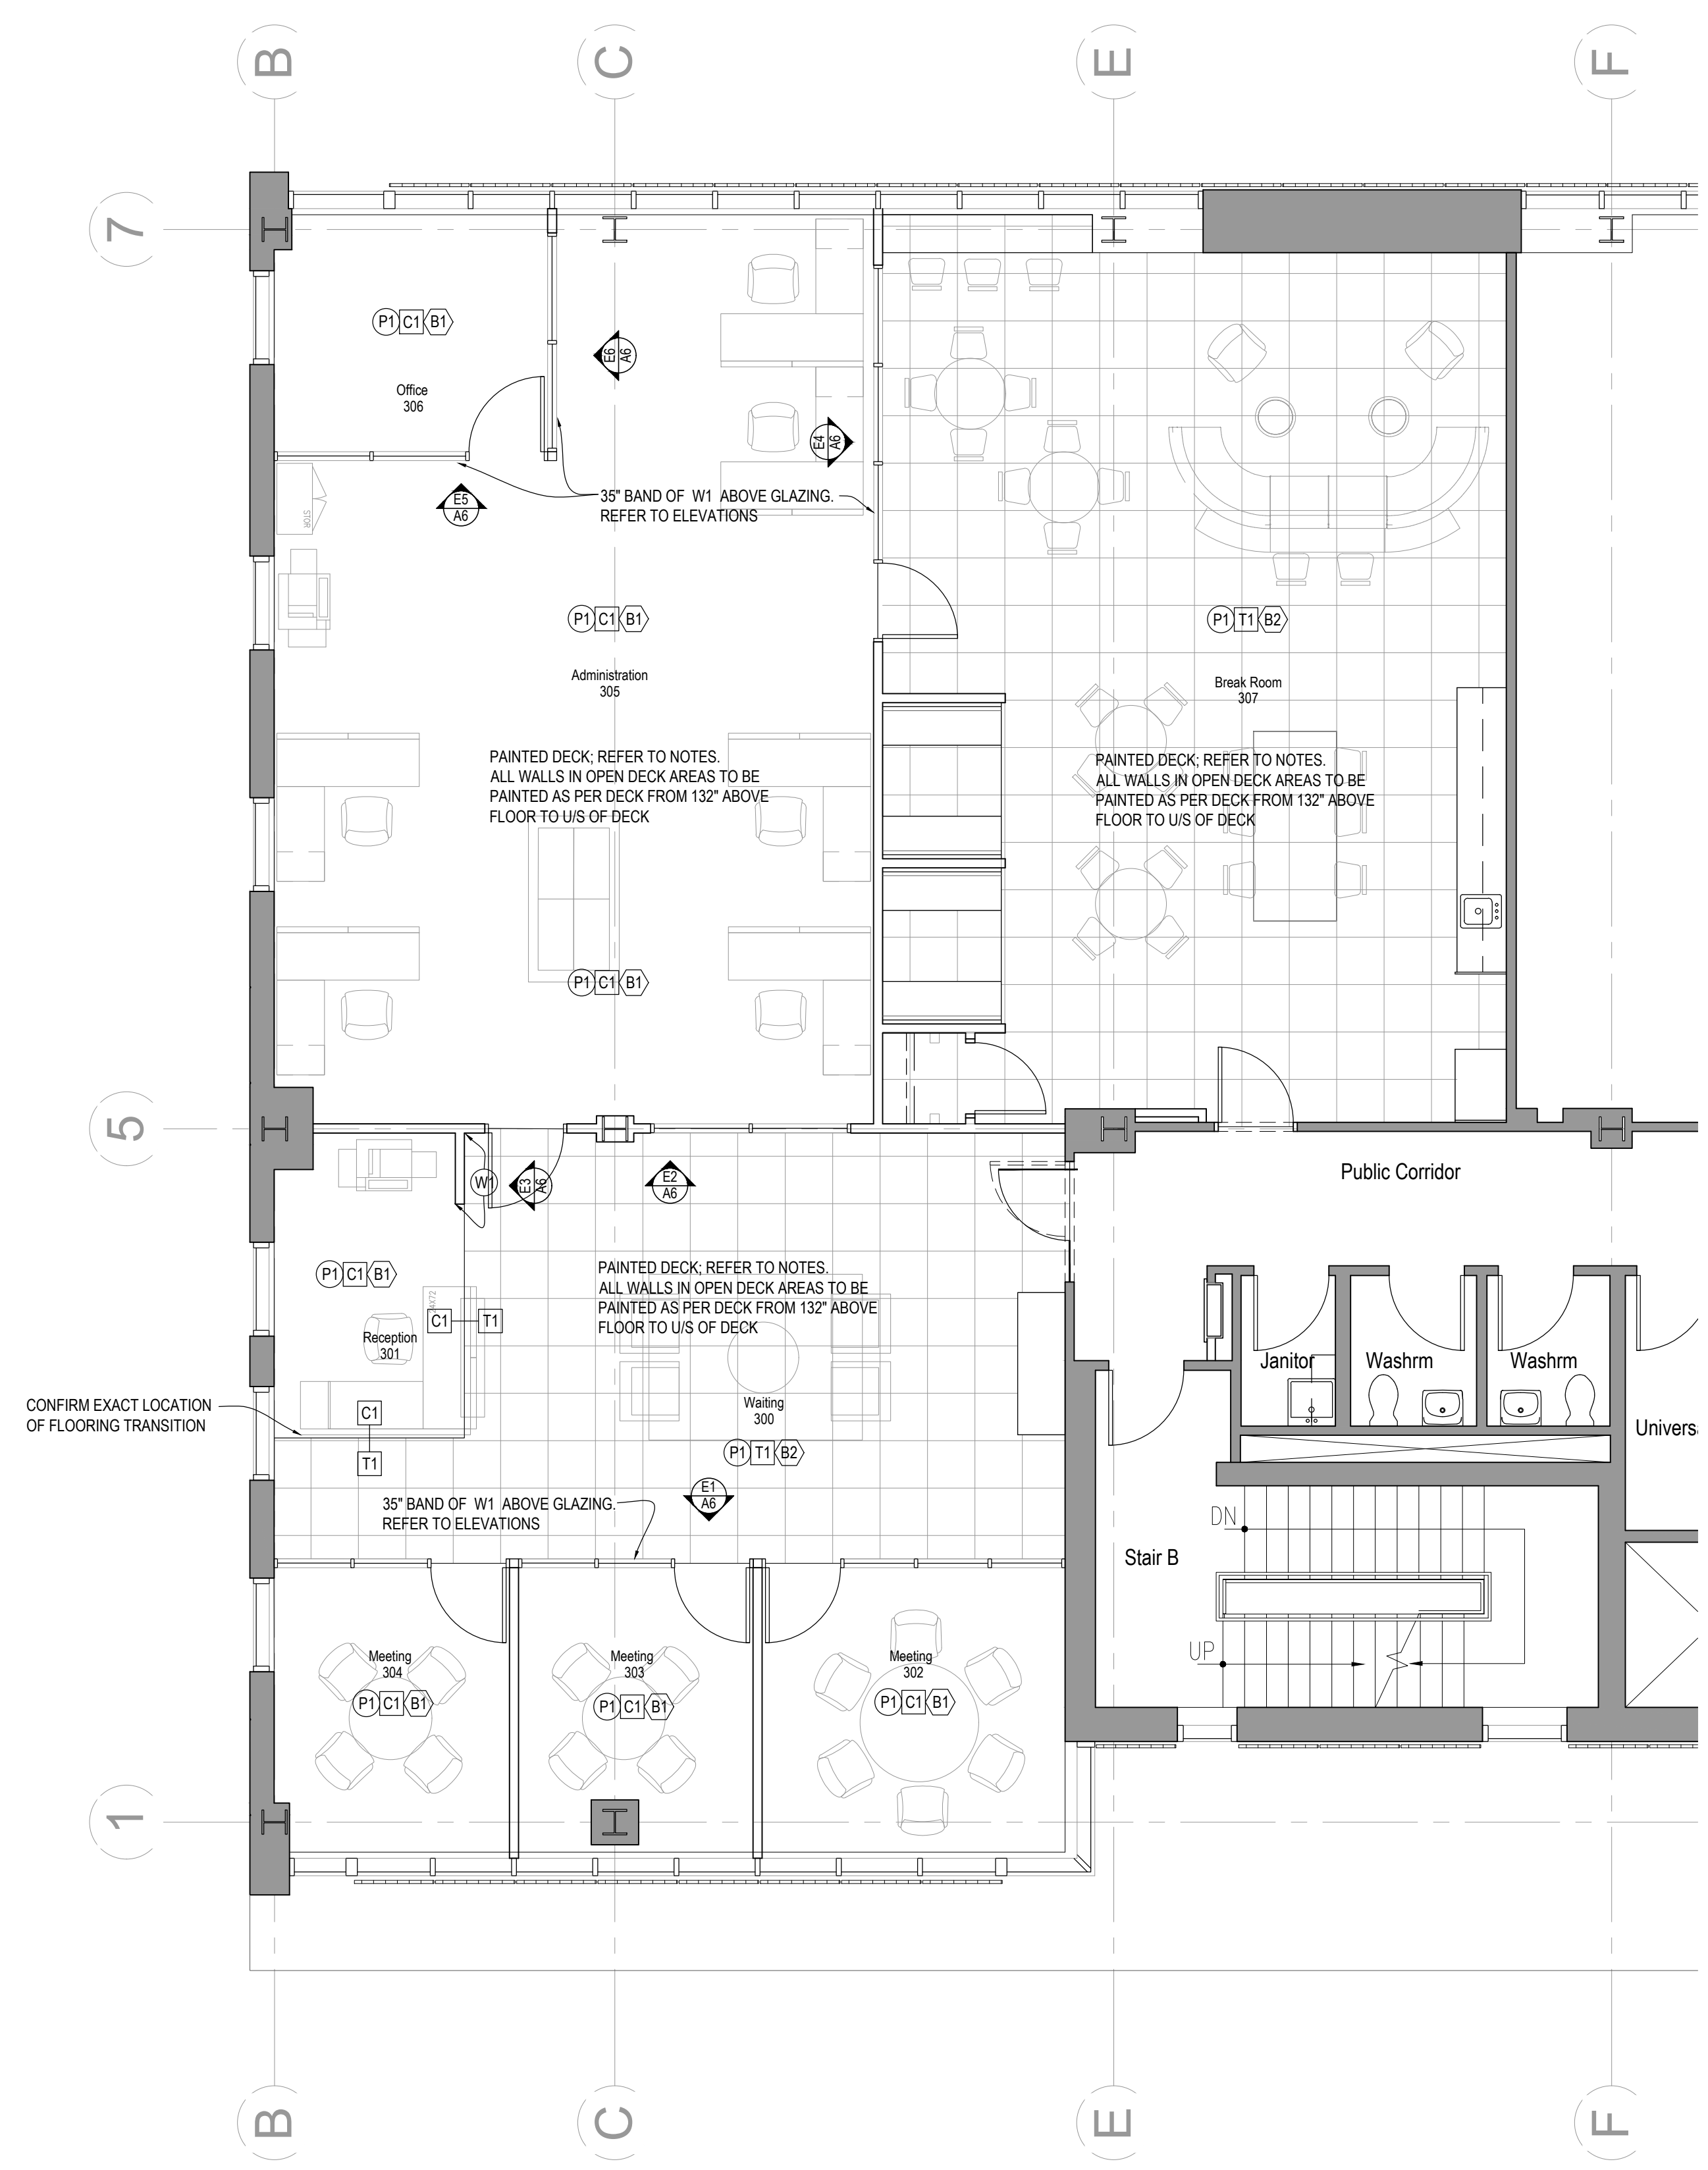 B
C
E
F
7
P1 C1 B1
Office
306
E6
A6
E4
A6
35" BAND OF W1 ABOVE GLAZING.
REFER TO ELEVATIONS
E5
A6
STOR
P1 C1 B1
P1 T1 B2
Administration
305
Break Room
307
PAINTED DECK; REFER TO NOTES.
ALL WALLS IN OPEN DECK AREAS TO BE
PAINTED AS PER DECK FROM 132" ABOVE
FLOOR TO U/S OF DECK
PAINTED DECK; REFER TO NOTES.
ALL WALLS IN OPEN DECK AREAS TO BE
PAINTED AS PER DECK FROM 132" ABOVE
FLOOR TO U/S OF DECK
P1 C1 B1
5
W1
E3
A6
E2
A6
Public Corridor
P1 C1 B1
PAINTED DECK; REFER TO NOTES.
ALL WALLS IN OPEN DECK AREAS TO BE
PAINTED AS PER DECK FROM 132" ABOVE
FLOOR TO U/S OF DECK
C1 T1
Reception
301
Janitor
Washrm
Washrm
CONFIRM EXACT LOCATION
OF FLOORING TRANSITION
C1
T1
Waiting
300
P1 T1 B2
Univers
E1
A6
35" BAND OF W1 ABOVE GLAZING.
REFER TO ELEVATIONS
DN
Stair B
UP
Meeting
304
P1 C1 B1
Meeting
303
P1 C1 B1
Meeting
302
P1 C1 B1
1
B
C
E
F